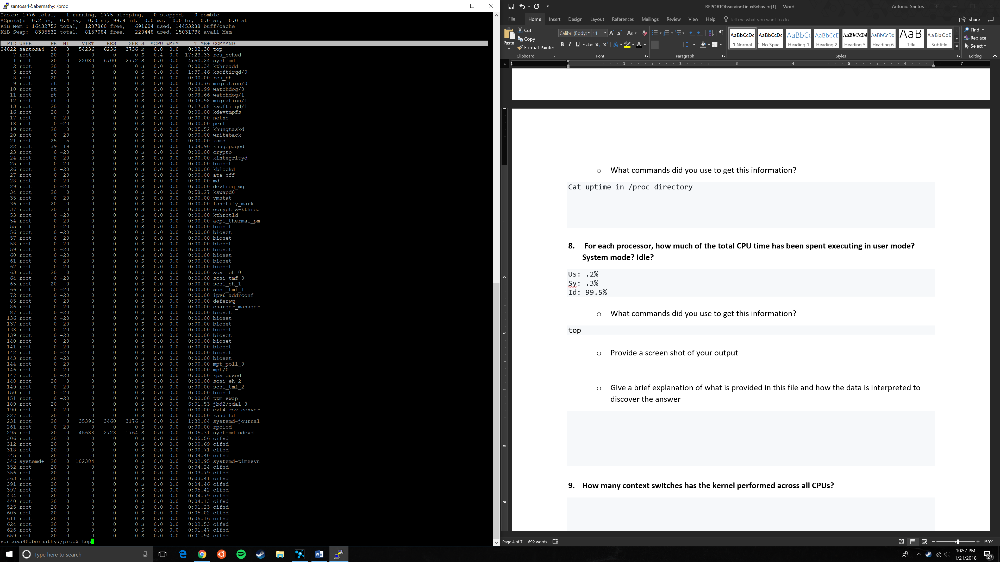 santosa4@abernathy: /proc
Tasks: 1776 total,   1 running, 1775 sleeping,   0 stopped,   0 zombie
%Cpu(s):  0.2 us,  0.4 sy,  0.0 ni, 99.4 id,  0.0 wa,  0.0 hi,  0.0 si,  0.0 st
KiB Mem : 16432752 total,  1287860 free,   691604 used, 14453288 buff/cache
KiB Swap:  8385532 total,  8157084 free,   228448 used. 15031736 avail Mem
PID USER PR NI VIRT RES SHR S %CPU %MEM TIME+ COMMAND
24022 santosa4 20 0 54236 6236 3736 R 0.8 0.0 0:02.30 top
7 root 20 0 0 0 0 S 0.4 0.0 17:23.33 rcu_sched
1 root 20 0 122080 6700 2772 S 0.0 0.0 4:50.24 systemd
2 root 20 0 0 0 0 S 0.0 0.0 0:00.34 kthreadd
3 root 20 0 0 0 0 S 0.0 0.0 1:39.46 ksoftirqd/0
8 root 20 0 0 0 0 S 0.0 0.0 0:00.00 rcu_bh
9 root rt 0 0 0 0 S 0.0 0.0 0:03.76 migration/0
10 root rt 0 0 0 0 S 0.0 0.0 0:08.99 watchdog/0
11 root rt 0 0 0 0 S 0.0 0.0 0:08.66 watchdog/1
12 root rt 0 0 0 0 S 0.0 0.0 0:03.98 migration/1
13 root 20 0 0 0 0 S 0.0 0.0 0:17.08 ksoftirqd/1
16 root 20 0 0 0 0 S 0.0 0.0 0:00.00 kdevtmpfs
17 root 0 -20 0 0 0 S 0.0 0.0 0:00.00 netns
18 root 0 -20 0 0 0 S 0.0 0.0 0:00.00 perf
19 root 20 0 0 0 0 S 0.0 0.0 0:05.52 khungtaskd
20 root 0 -20 0 0 0 S 0.0 0.0 0:00.00 writeback
21 root 25 5 0 0 0 S 0.0 0.0 0:00.00 ksmd
22 root 39 19 0 0 0 S 0.0 0.0 1:04.90 khugepaged
23 root 0 -20 0 0 0 S 0.0 0.0 0:00.00 crypto
24 root 0 -20 0 0 0 S 0.0 0.0 0:00.00 kintegrityd
25 root 0 -20 0 0 0 S 0.0 0.0 0:00.00 bioset
26 root 0 -20 0 0 0 S 0.0 0.0 0:00.00 kblockd
27 root 0 -20 0 0 0 S 0.0 0.0 0:00.00 ata_sff
28 root 0 -20 0 0 0 S 0.0 0.0 0:00.00 md
29 root 0 -20 0 0 0 S 0.0 0.0 0:00.00 devfreq_wq
34 root 20 0 0 0 0 S 0.0 0.0 0:58.27 kswapd0
35 root 0 -20 0 0 0 S 0.0 0.0 0:00.00 vmstat
36 root 20 0 0 0 0 S 0.0 0.0 0:00.00 fsnotify_mark
37 root 20 0 0 0 0 S 0.0 0.0 0:00.00 ecryptfs-kthrea
53 root 0 -20 0 0 0 S 0.0 0.0 0:00.00 kthrotld
54 root 0 -20 0 0 0 S 0.0 0.0 0:00.00 acpi_thermal_pm
55 root 0 -20 0 0 0 S 0.0 0.0 0:00.00 bioset
56 root 0 -20 0 0 0 S 0.0 0.0 0:00.00 bioset
57 root 0 -20 0 0 0 S 0.0 0.0 0:00.00 bioset
58 root 0 -20 0 0 0 S 0.0 0.0 0:00.00 bioset
59 root 0 -20 0 0 0 S 0.0 0.0 0:00.00 bioset
60 root 0 -20 0 0 0 S 0.0 0.0 0:00.00 bioset
61 root 0 -20 0 0 0 S 0.0 0.0 0:00.00 bioset
62 root 0 -20 0 0 0 S 0.0 0.0 0:00.00 bioset
63 root 20 0 0 0 0 S 0.0 0.0 0:00.00 scsi_eh_0
64 root 0 -20 0 0 0 S 0.0 0.0 0:00.00 scsi_tmf_0
65 root 20 0 0 0 0 S 0.0 0.0 0:00.00 scsi_eh_1
66 root 0 -20 0 0 0 S 0.0 0.0 0:00.00 scsi_tmf_1
72 root 0 -20 0 0 0 S 0.0 0.0 0:00.00 ipv6_addrconf
85 root 0 -20 0 0 0 S 0.0 0.0 0:00.00 deferwq
86 root 0 -20 0 0 0 S 0.0 0.0 0:00.00 charger_manager
87 root 0 -20 0 0 0 S 0.0 0.0 0:00.00 bioset
136 root 0 -20 0 0 0 S 0.0 0.0 0:00.00 bioset
137 root 0 -20 0 0 0 S 0.0 0.0 0:00.00 bioset
138 root 0 -20 0 0 0 S 0.0 0.0 0:00.00 bioset
139 root 0 -20 0 0 0 S 0.0 0.0 0:00.00 bioset
140 root 0 -20 0 0 0 S 0.0 0.0 0:00.00 bioset
141 root 0 -20 0 0 0 S 0.0 0.0 0:00.00 bioset
142 root 0 -20 0 0 0 S 0.0 0.0 0:00.00 bioset
143 root 0 -20 0 0 0 S 0.0 0.0 0:00.00 bioset
144 root 0 -20 0 0 0 S 0.0 0.0 0:00.00 mpt_poll_0
146 root 0 -20 0 0 0 S 0.0 0.0 0:00.00 mpt/0
147 root 0 -20 0 0 0 S 0.0 0.0 0:00.00 kpsmoused
148 root 20 0 0 0 0 S 0.0 0.0 0:00.00 scsi_eh_2
149 root 0 -20 0 0 0 S 0.0 0.0 0:00.00 scsi_tmf_2
150 root 0 -20 0 0 0 S 0.0 0.0 0:00.00 bioset
151 root 0 -20 0 0 0 S 0.0 0.0 0:00.00 ttm_swap
189 root 20 0 0 0 0 S 0.0 0.0 6:01.53 jbd2/sda1-8
190 root 0 -20 0 0 0 S 0.0 0.0 0:00.00 ext4-rsv-conver
227 root 20 0 0 0 0 S 0.0 0.0 0:00.00 kauditd
231 root 20 0 35396 3460 3176 S 0.0 0.0 1:32.04 systemd-journal
261 root 0 -20 0 0 0 S 0.0 0.0 0:00.00 rpciod
295 root 20 0 45688 2728 1764 S 0.0 0.0 0:05.31 systemd-udevd
306 root 20 0 0 0 0 S 0.0 0.0 0:05.56 cifsd
312 root 20 0 0 0 0 S 0.0 0.0 0:00.69 cifsd
318 root 20 0 0 0 0 S 0.0 0.0 0:00.71 cifsd
345 root 20 0 0 0 0 S 0.0 0.0 0:04.40 cifsd
346 systemd+ 20 0 102384 0 0 S 0.0 0.0 0:02.95 systemd-timesyn
352 root 20 0 0 0 0 S 0.0 0.0 0:04.24 cifsd
356 root 20 0 0 0 0 S 0.0 0.0 0:03.79 cifsd
363 root 20 0 0 0 0 S 0.0 0.0 0:03.41 cifsd
391 root 20 0 0 0 0 S 0.0 0.0 0:04.46 cifsd
397 root 20 0 0 0 0 S 0.0 0.0 0:05.42 cifsd
434 root 20 0 0 0 0 S 0.0 0.0 0:04.79 cifsd
440 root 20 0 0 0 0 S 0.0 0.0 0:04.13 cifsd
525 root 20 0 0 0 0 S 0.0 0.0 0:01.23 cifsd
605 root 20 0 0 0 0 S 0.0 0.0 0:05.02 cifsd
611 root 20 0 0 0 0 S 0.0 0.0 0:05.16 cifsd
624 root 20 0 0 0 0 S 0.0 0.0 0:02.53 cifsd
626 root 20 0 0 0 0 S 0.0 0.0 0:01.47 cifsd
659 root 20 0 0 0 0 S 0.0 0.0 0:01.94 cifsd
santosa4@abernathy:/proc$ top
REPORTObservingLinuxBehavior(1) - Word
Antonio Santos
File Home Insert Design Layout References Mailings Review View Help Tell me what you want to do Share
Paste Cut Copy Format Painter
Clipboard
Calibri (Body) 11
Font
Paragraph
AaBbCcDc AaBbCcDc AaBbCc AaBbCcD AaBbCcDd AaBbCcDd AaB AaBbCcD
¶ Normal ¶ No Spac... Heading 1 Heading 2 Heading 5 Heading 6 Title Subtitle
Styles
Find Replace Select
Editing
1 1 2 3 4 5 6 7
o What commands did you use to get this information?
Cat uptime in /proc directory
8. For each processor, how much of the total CPU time has been spent executing in user mode?
System mode? Idle?
Us: .2%
Sy: .3%
Id: 99.5%
o What commands did you use to get this information?
top
o Provide a screen shot of your output
o Give a brief explanation of what is provided in this file and how the data is interpreted to
discover the answer
9. How many context switches has the kernel performed across all CPUs?
Page 4 of 7 692 words
150%
Type here to search
10:57 PM
1/21/2018
27